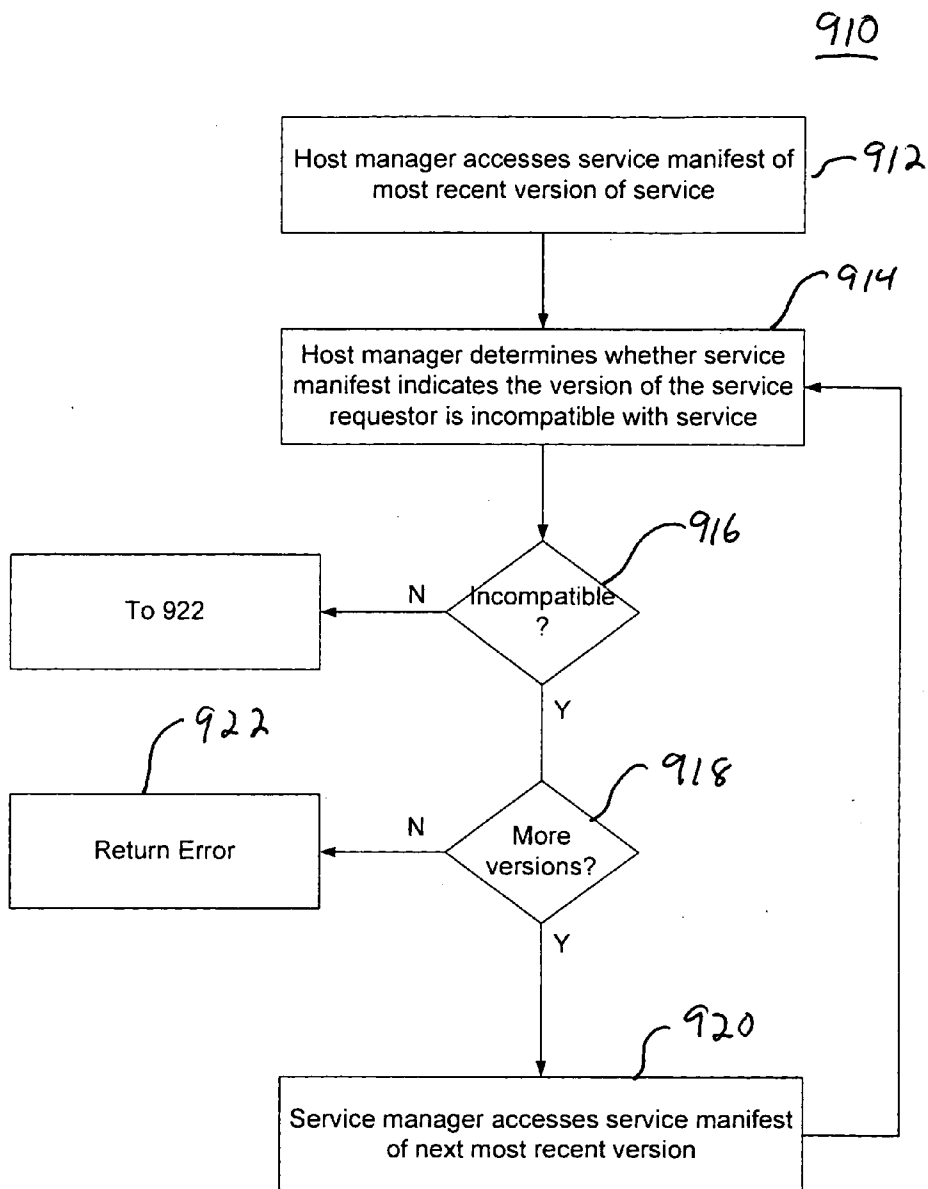 910
Host manager accesses service manifest of
most recent version of service
912
914
Host manager determines whether service
manifest indicates the version of the service
requestor is incompatible with service
916
Incompatible
?
N
To 922
Y
922
918
More
versions?
N
Return Error
Y
920
Service manager accesses service manifest
of next most recent version